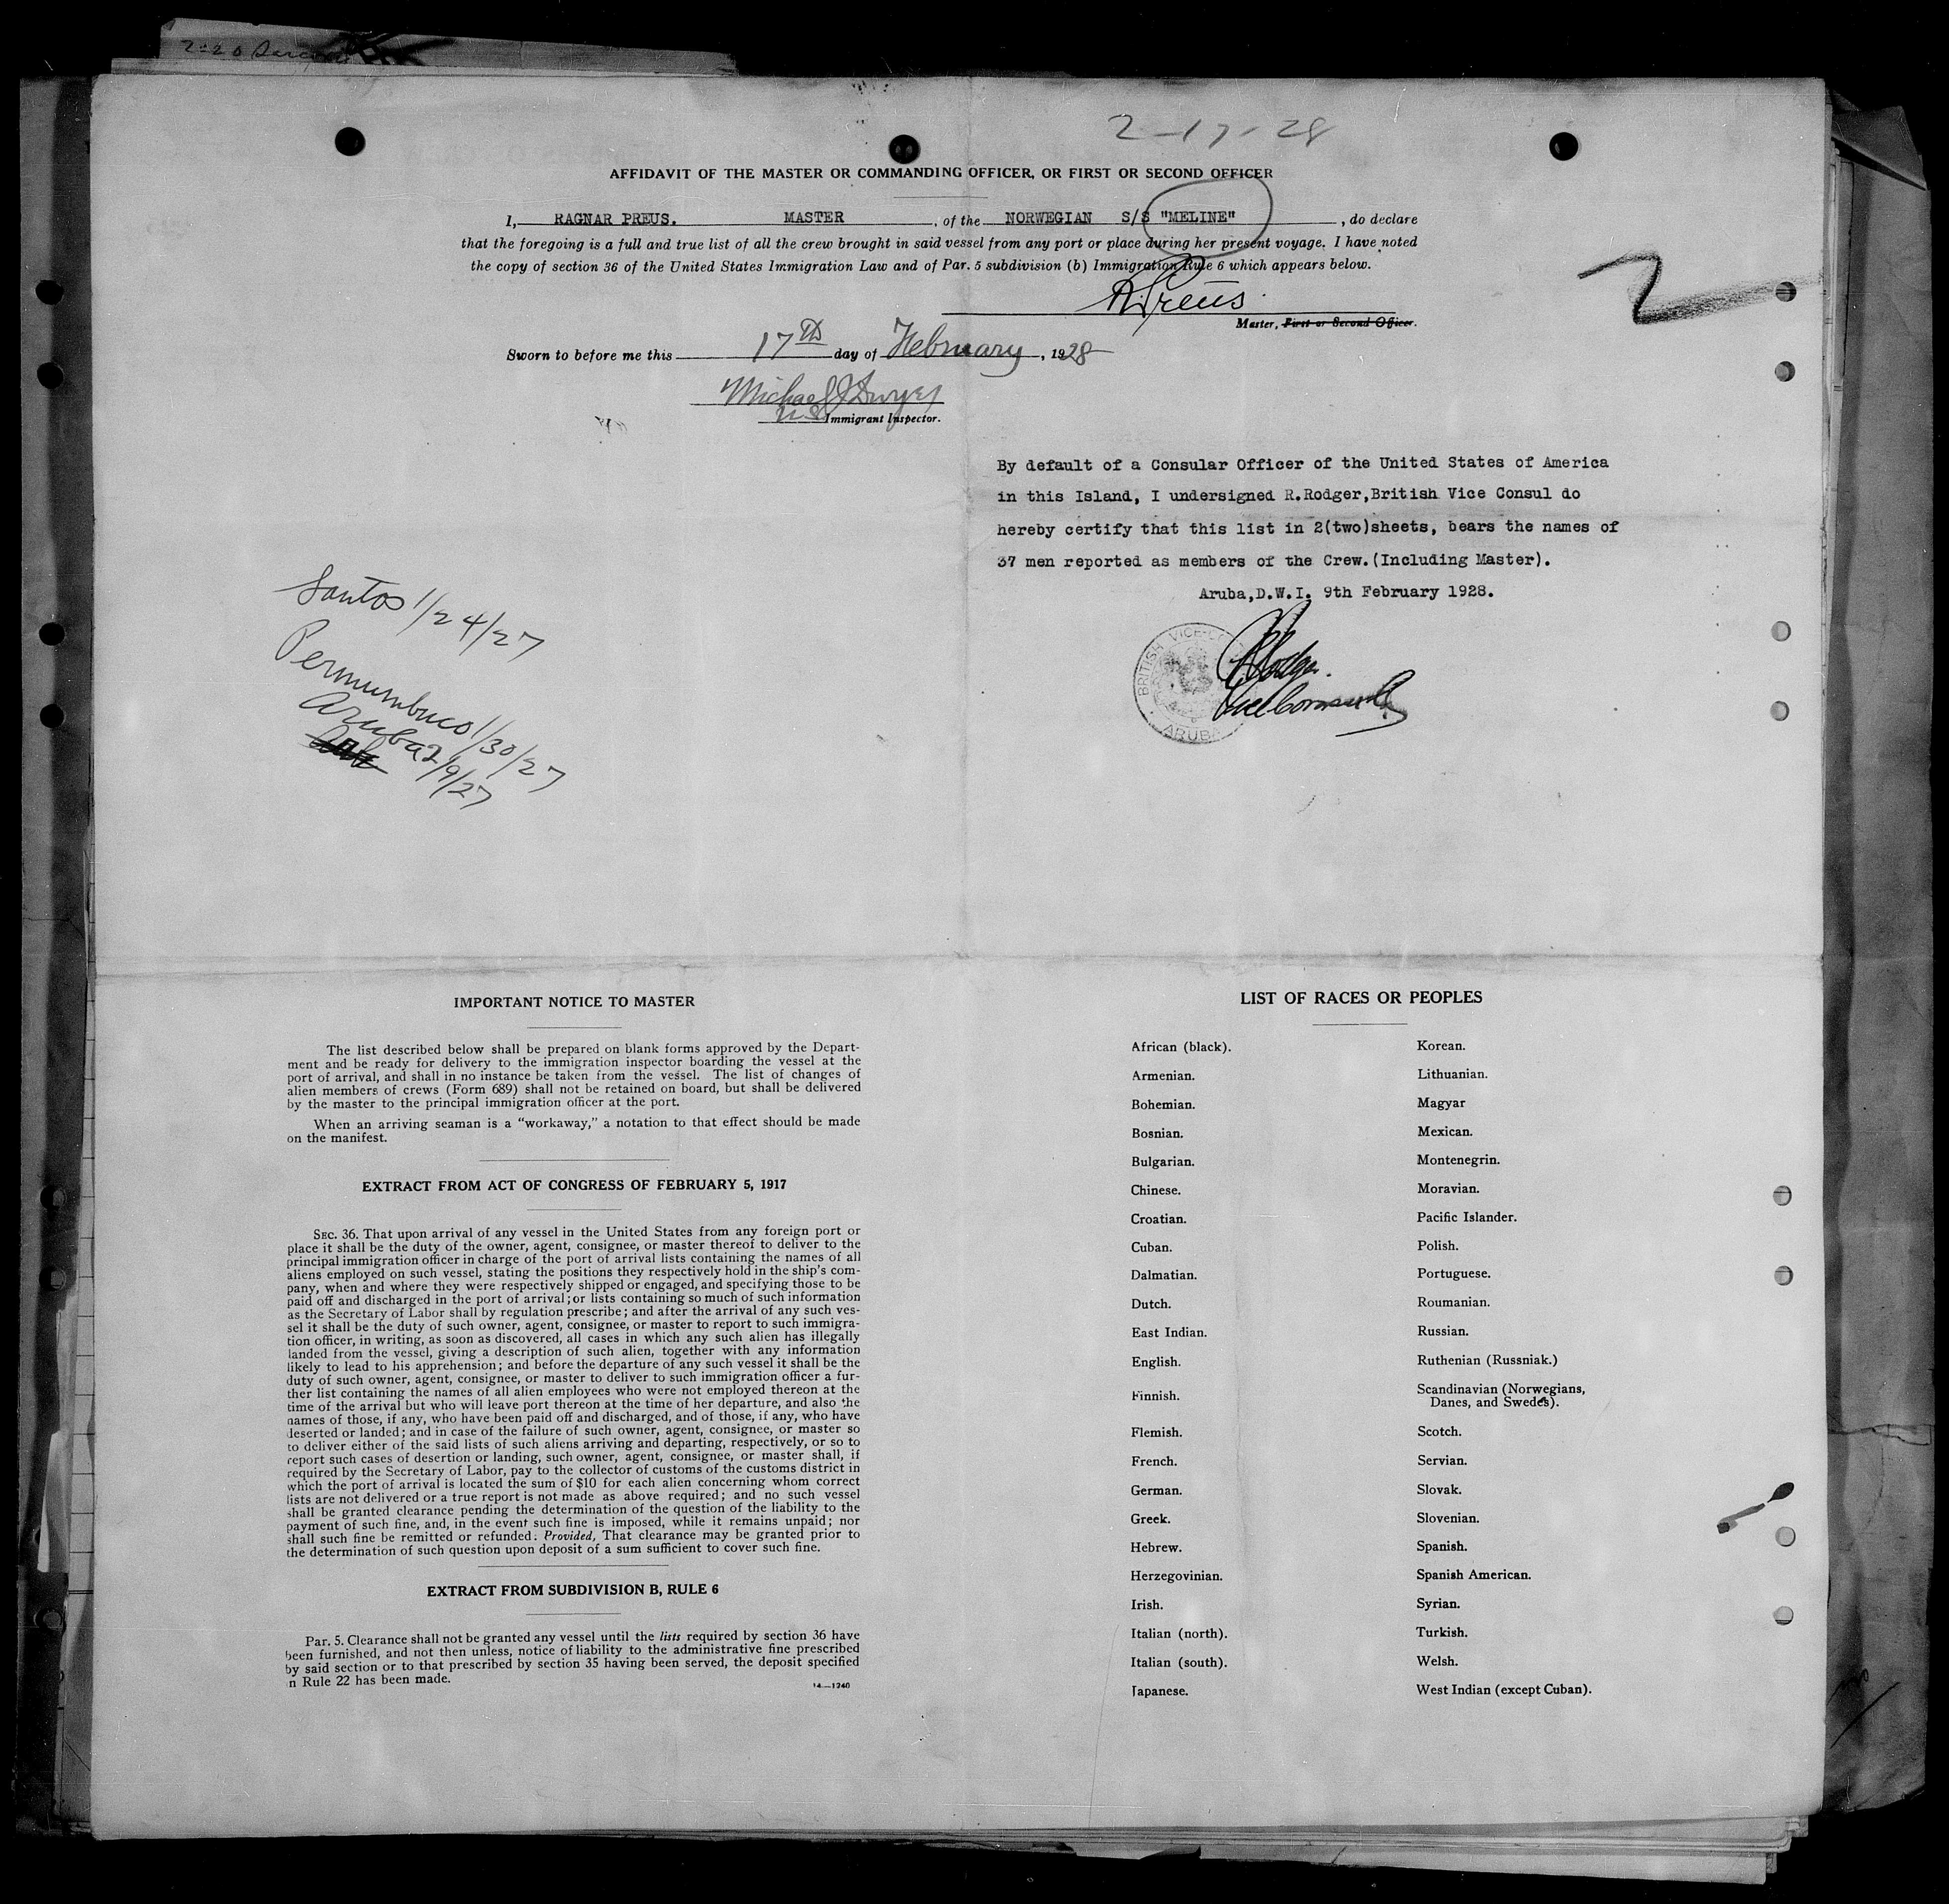 2-17-28
AFFIDAVIT OF THE MASTER OR COMMANDING OFFICER, OR FIRST OR SECOND OFFICER
I, RAGNAR PREUS. MASTER , of the NORWEGIAN S/S "MELINE" , do declare
that the foregoing is a full and true list of all the crew brought in said vessel from any port or place during her present voyage. I have noted
the copy of section 36 of the United States Immigration Law and of Par. 5 subdivision (b) Immigration Rule 6 which appears below.
R. Preus
Master, First or Second Officer.
2
Sworn to before me this 17th day of February, 1928
Michael J Dwyer
U.S. Immigrant Inspector.
By default of a Consular Officer of the United States of America
in this Island, I undersigned R.Rodger,British Vice Consul do
hereby certify that this list in 2(two)sheets, bears the names of
37 men reported as members of the Crew.(Including Master).
Aruba,D.W.I. 9th February 1928.
BRITISH VICE-
ARUBA
R Rodger.
Vice Consul
Santos 1/24/27
Pernumbuco 1/30/27
Aruba 2/9/27
IMPORTANT NOTICE TO MASTER
The list described below shall be prepared on blank forms approved by the Depart-
ment and be ready for delivery to the immigration inspector boarding the vessel at the
port of arrival, and shall in no instance be taken from the vessel. The list of changes of
alien members of crews (Form 689) shall not be retained on board, but shall be delivered
by the master to the principal immigration officer at the port.
When an arriving seaman is a "workaway," a notation to that effect should be made
on the manifest.
EXTRACT FROM ACT OF CONGRESS OF FEBRUARY 5, 1917
SEC. 36. That upon arrival of any vessel in the United States from any foreign port or
place it shall be the duty of the owner, agent, consignee, or master thereof to deliver to the
principal immigration officer in charge of the port of arrival lists containing the names of all
aliens employed on such vessel, stating the positions they respectively hold in the ship's com-
pany, when and where they were respectively shipped or engaged, and specifying those to be
paid off and discharged in the port of arrival; or lists containing so much of such information
as the Secretary of Labor shall by regulation prescribe; and after the arrival of any such ves-
sel it shall be the duty of such owner, agent, consignee, or master to report to such immigra-
tion officer, in writing, as soon as discovered, all cases in which any such alien has illegally
landed from the vessel, giving a description of such alien, together with any information
likely to lead to his apprehension; and before the departure of any such vessel it shall be the
duty of such owner, agent, consignee, or master to deliver to such immigration officer a fur-
ther list containing the names of all alien employees who were not employed thereon at the
time of the arrival but who will leave port thereon at the time of her departure, and also the
names of those, if any, who have been paid off and discharged, and of those, if any, who have
deserted or landed; and in case of the failure of such owner, agent, consignee, or master so
to deliver either of the said lists of such aliens arriving and departing, respectively, or so to
report such cases of desertion or landing, such owner, agent, consignee, or master shall, if
required by the Secretary of Labor, pay to the collector of customs of the customs district in
which the port of arrival is located the sum of $10 for each alien concerning whom correct
lists are not delivered or a true report is not made as above required; and no such vessel
shall be granted clearance pending the determination of the question of the liability to the
payment of such fine, and, in the event such fine is imposed, while it remains unpaid; nor
shall such fine be remitted or refunded: Provided, That clearance may be granted prior to
the determination of such question upon deposit of a sum sufficient to cover such fine.
EXTRACT FROM SUBDIVISION B, RULE 6
Par. 5. Clearance shall not be granted any vessel until the lists required by section 36 have
been furnished, and not then unless, notice of liability to the administrative fine prescribed
by said section or to that prescribed by section 35 having been served, the deposit specified
n Rule 22 has been made.
14—1240
LIST OF RACES OR PEOPLES
African (black).
Armenian.
Bohemian.
Bosnian.
Bulgarian.
Chinese.
Croatian.
Cuban.
Dalmatian.
Dutch.
East Indian.
English.
Finnish.
Flemish.
French.
German.
Greek.
Hebrew.
Herzegovinian.
Irish.
Italian (north).
Italian (south).
Japanese.
Korean.
Lithuanian.
Magyar
Mexican.
Montenegrin.
Moravian.
Pacific Islander.
Polish.
Portuguese.
Roumanian.
Russian.
Ruthenian (Russniak.)
Scandinavian (Norwegians,
Danes, and Swedes).
Scotch.
Servian.
Slovak.
Slovenian.
Spanish.
Spanish American.
Syrian.
Turkish.
Welsh.
West Indian (except Cuban).